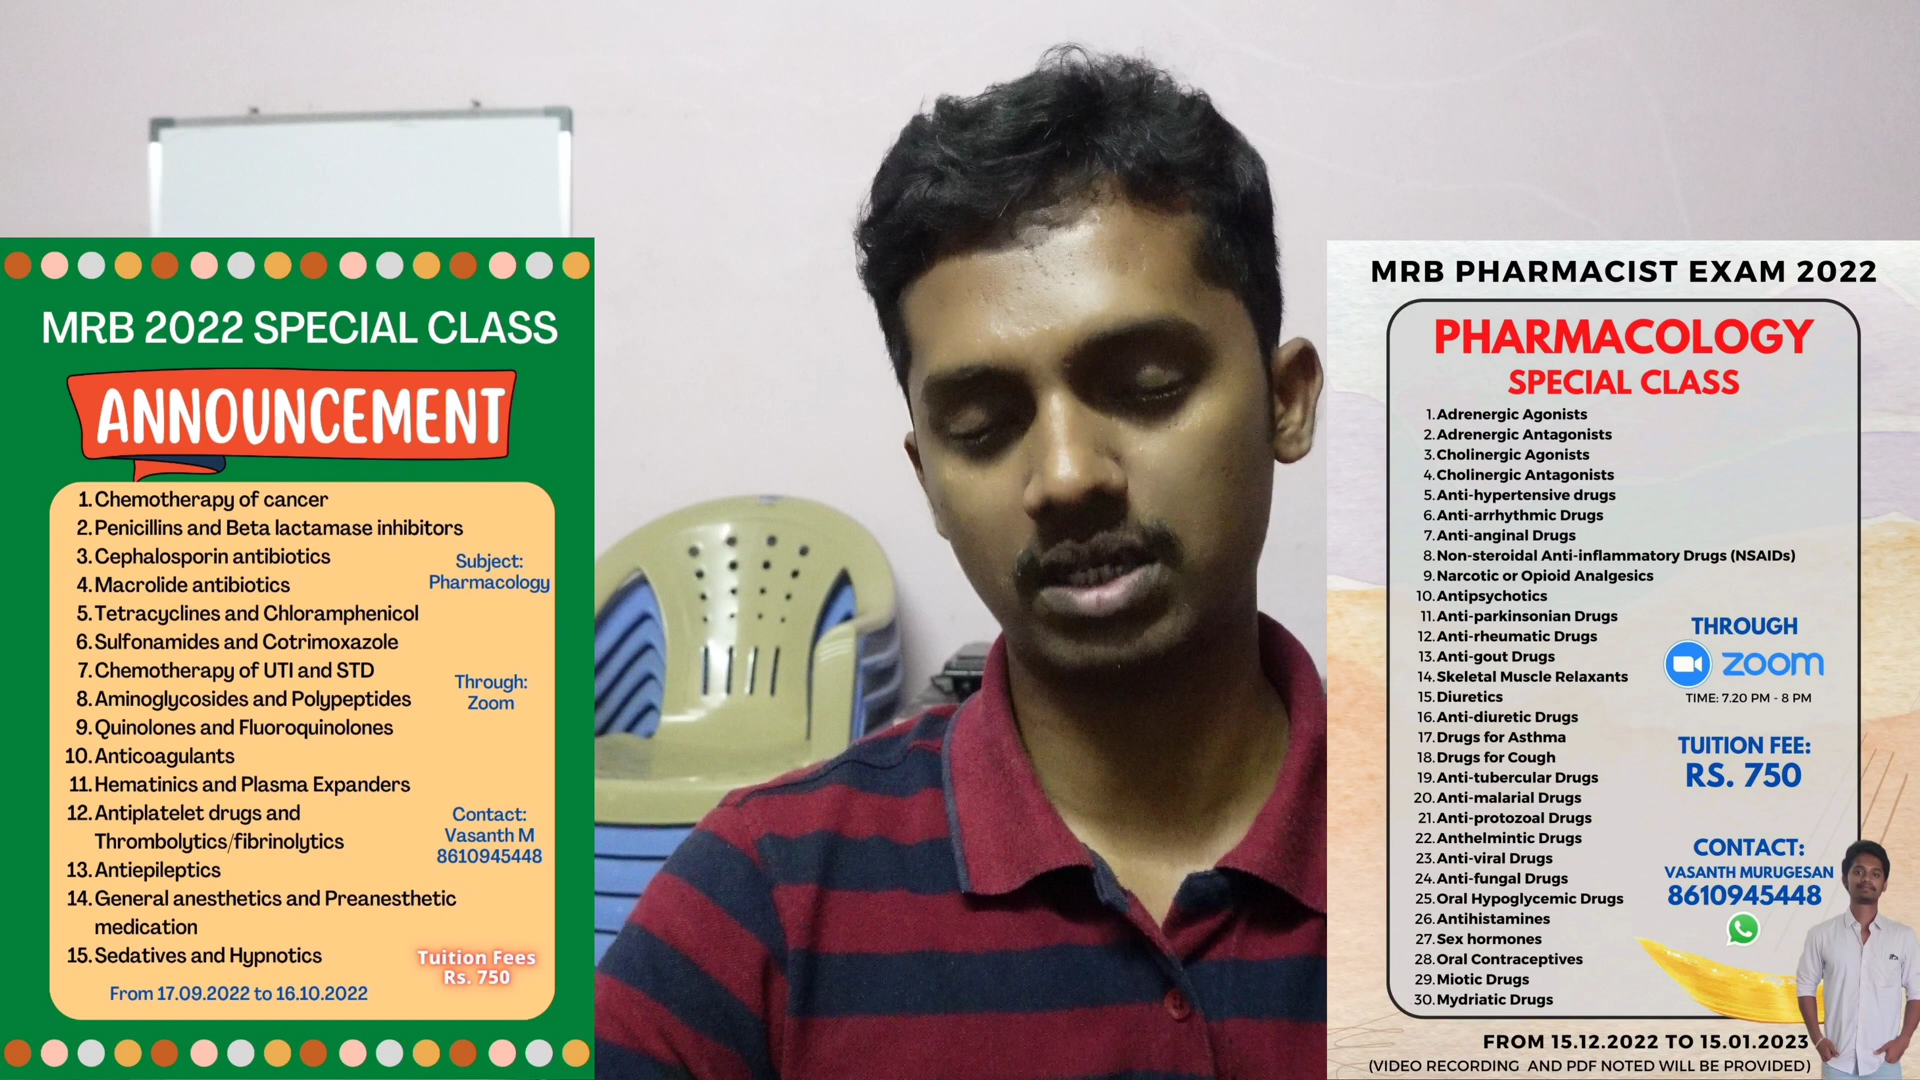 MRB 2022 SPECIAL CLASS
ANNOUNCEMENT
1. Chemotherapy of cancer
2. Penicillins and Beta lactamase inhibitors
3. Cephalosporin antibiotics
4. Macrolide antibiotics
5. Tetracyclines and Chloramphenicol
6. Sulfonamides and Cotrimoxazole
7. Chemotherapy of UTI and STD
8. Aminoglycosides and Polypeptides
9. Quinolones and Fluoroquinolones
10. Anticoagulants
11. Hematinics and Plasma Expanders
12. Antiplatelet drugs and
Thrombolytics/fibrinolytics
13. Antiepileptics
14. General anesthetics and Preanesthetic
medication
15. Sedatives and Hypnotics
Subject:
Pharmacology
Through:
Zoom
Contact:
Vasanth M
8610945448
Tuition Fees
Rs. 750
From 17.09.2022 to 16.10.2022
MRB PHARMACIST EXAM 2022
PHARMACOLOGY
SPECIAL CLASS
1. Adrenergic Agonists
2. Adrenergic Antagonists
3. Cholinergic Agonists
4. Cholinergic Antagonists
5. Anti-hypertensive drugs
6. Anti-arrhythmic Drugs
7. Anti-anginal Drugs
8. Non-steroidal Anti-inflammatory Drugs (NSAIDs)
9. Narcotic or Opioid Analgesics
10. Antipsychotics
11. Anti-parkinsonian Drugs
12. Anti-rheumatic Drugs
13. Anti-gout Drugs
14. Skeletal Muscle Relaxants
15. Diuretics
16. Anti-diuretic Drugs
17. Drugs for Asthma
18. Drugs for Cough
19. Anti-tubercular Drugs
20. Anti-malarial Drugs
21. Anti-protozoal Drugs
22. Anthelmintic Drugs
23. Anti-viral Drugs
24. Anti-fungal Drugs
25. Oral Hypoglycemic Drugs
26. Antihistamines
27. Sex hormones
28. Oral Contraceptives
29. Miotic Drugs
30. Mydriatic Drugs
THROUGH
zoom
TIME: 7.20 PM - 8 PM
TUITION FEE:
RS. 750
CONTACT:
VASANTH MURUGESAN
8610945448
FROM 15.12.2022 TO 15.01.2023
(VIDEO RECORDING AND PDF NOTED WILL BE PROVIDED)